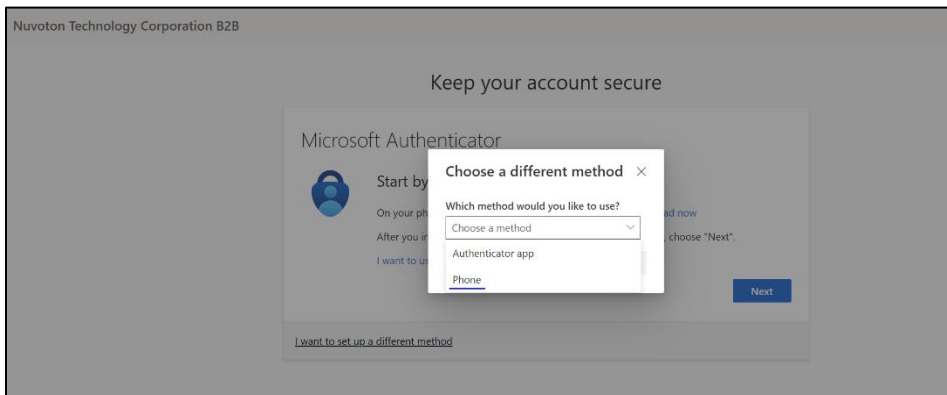 Nuvoton Technology Corporation B2B
Keep your account secure
Microsoft Authenticator
Start by
On your ph
ad now
After you in
, choose "Next".
I want to us
Choose a different method
Which method would you like to use?
Choose a method
Authenticator app
Phone
Next
I want to set up a different method